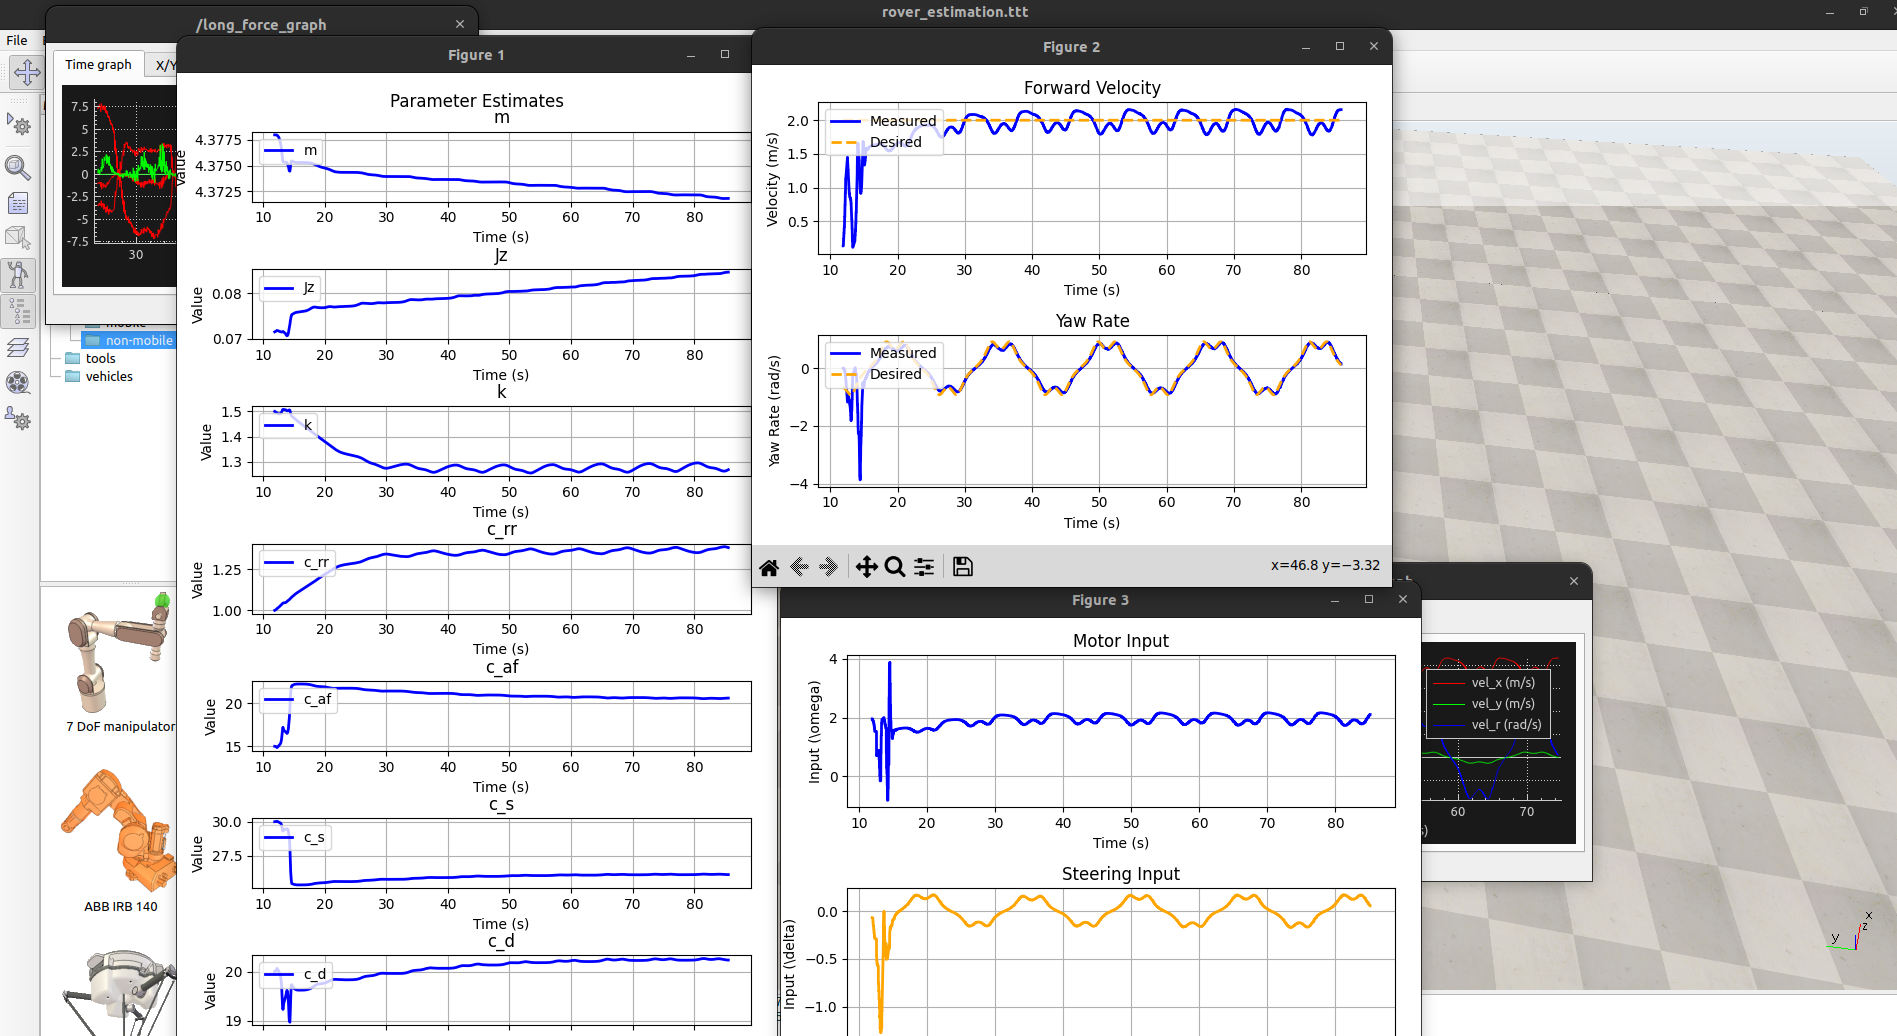 rover_estimation.ttt
File
/long_force_graph
Time graph
X/Y
7.5
5
2.5
0
-2.5
-5
-7.5
30
non-mobile
tools
vehicles
7 DoF manipulator
ABB IRB 140
Figure 1
Parameter Estimates
m
4.3775
4.3750
4.3725
Value
m
10 20 30 40 50 60 70 80
Time (s)
Jz
0.08
0.07
Value
Jz
10 20 30 40 50 60 70 80
Time (s)
k
1.5
1.4
1.3
Value
k
10 20 30 40 50 60 70 80
Time (s)
c_rr
1.25
1.00
Value
c_rr
10 20 30 40 50 60 70 80
Time (s)
c_af
20
15
Value
c_af
10 20 30 40 50 60 70 80
Time (s)
c_s
30.0
27.5
Value
c_s
10 20 30 40 50 60 70 80
Time (s)
c_d
20
19
Value
c_d
Figure 2
Forward Velocity
2.0
1.5
1.0
0.5
Velocity (m/s)
Measured
Desired
10 20 30 40 50 60 70 80
Time (s)
Yaw Rate
0
−2
−4
Yaw Rate (rad/s)
Measured
Desired
10 20 30 40 50 60 70 80
Time (s)
x=46.8 y=−3.32
Figure 3
Motor Input
4
2
0
Input (\omega)
10 20 30 40 50 60 70 80
Time (s)
Steering Input
0.0
−0.5
−1.0
Input (\delta)
vel_x (m/s)
vel_y (m/s)
vel_r (rad/s)
60 70
s)
x
z
y